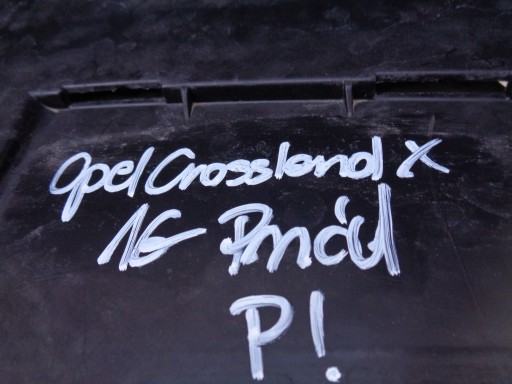 Opel Crossland X
16- Przód
P!